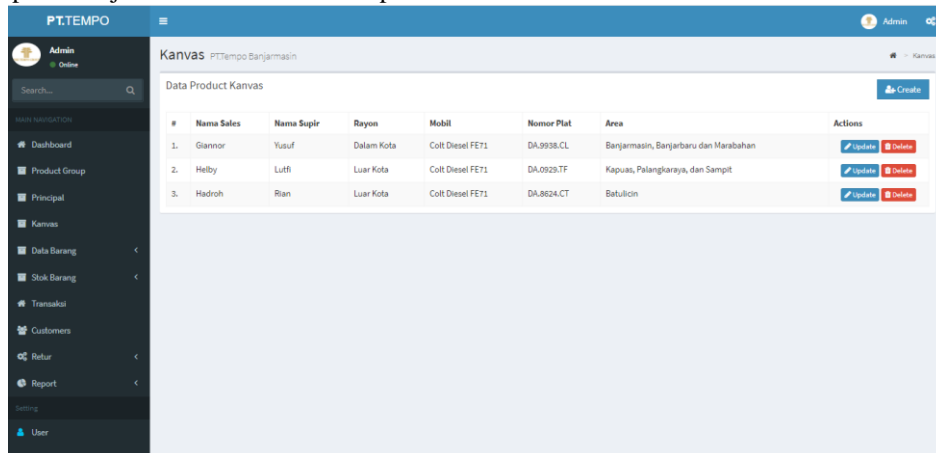 PT.TEMPO
Admin
Admin
Online
Kanvas PT.Tempo Banjarmasin
> Kanvas
Search...
Data Product Kanvas
Create
MAIN NAVIGATION
# Nama Sales Nama Supir Rayon Mobil Nomor Plat Area Actions
1. Giannor Yusuf Dalam Kota Colt Diesel FE71 DA.9938.CL Banjarmasin, Banjarbaru dan Marabahan Update Delete
2. Helby Lutfi Luar Kota Colt Diesel FE71 DA.0929.TF Kapuas, Palangkaraya, dan Sampit Update Delete
3. Hadroh Rian Luar Kota Colt Diesel FE71 DA.8624.CT Batulicin Update Delete
Dashboard
Product Group
Principal
Kanvas
Data Barang
Stok Barang
Transaksi
Customers
Retur
Report
Setting
User